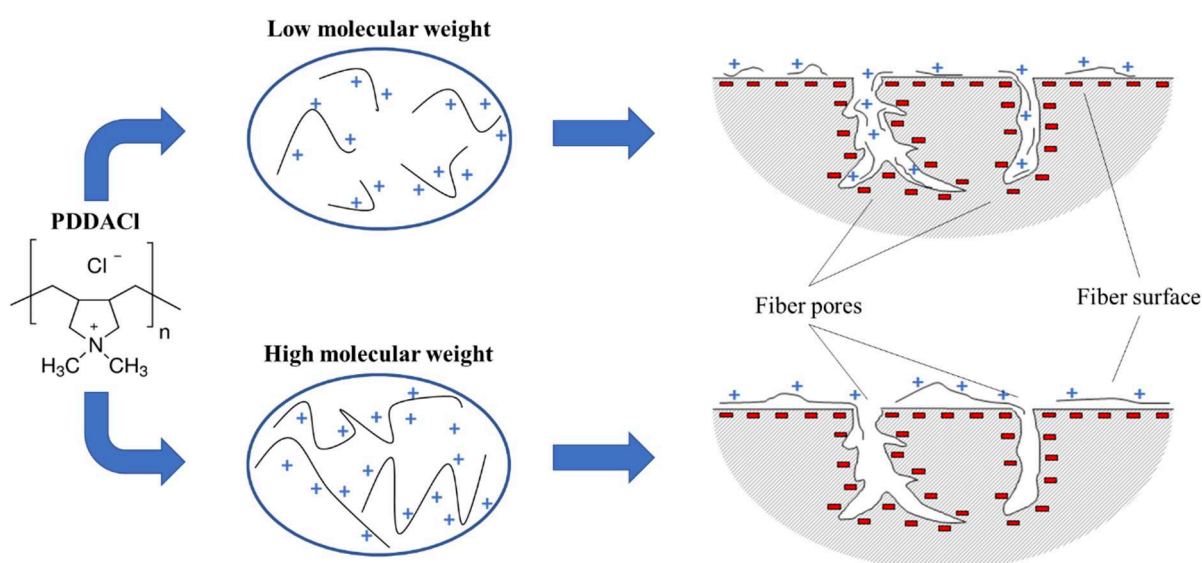 Low molecular weight
PDDACl
Cl⁻
n
+
N
H₃C
CH₃
High molecular weight
Fiber pores
Fiber surface